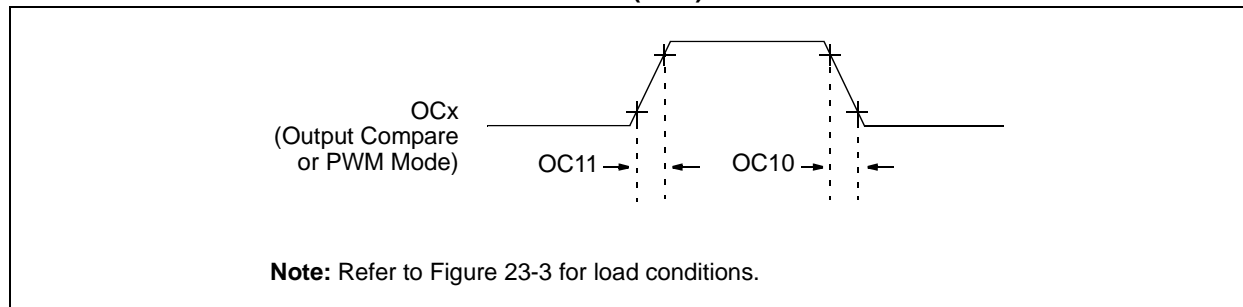 OCx
(Output Compare
or PWM Mode)
OC11
OC10
Note: Refer to Figure 23-3 for load conditions.